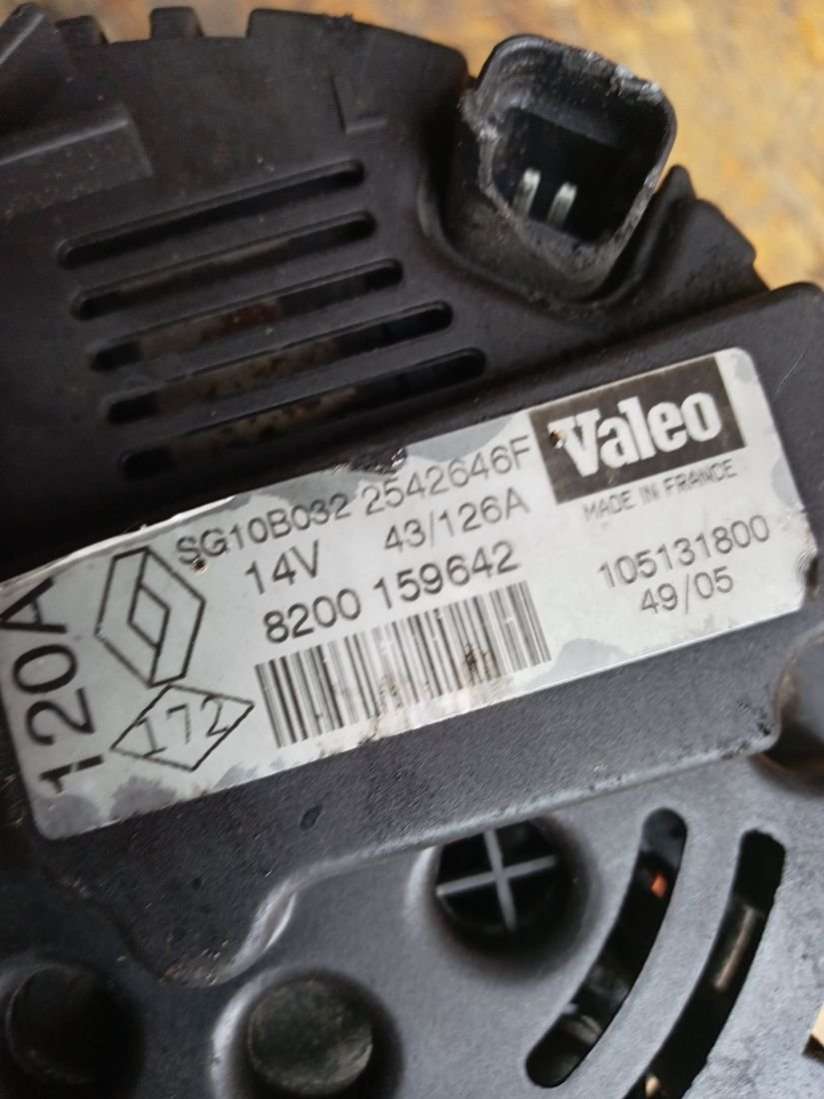 Valeo
MADE IN FRANCE
SG10B032 2542646F
14V 43/126A
8200 159642
105131800
49/05
120A
172